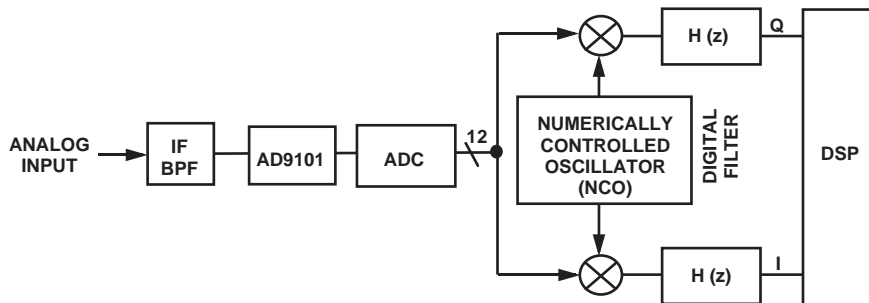 ANALOG
INPUT
IF
BPF
AD9101
ADC
12
NUMERICALLY
CONTROLLED
OSCILLATOR
(NCO)
H (z)
Q
DIGITAL
FILTER
H (z)
I
DSP